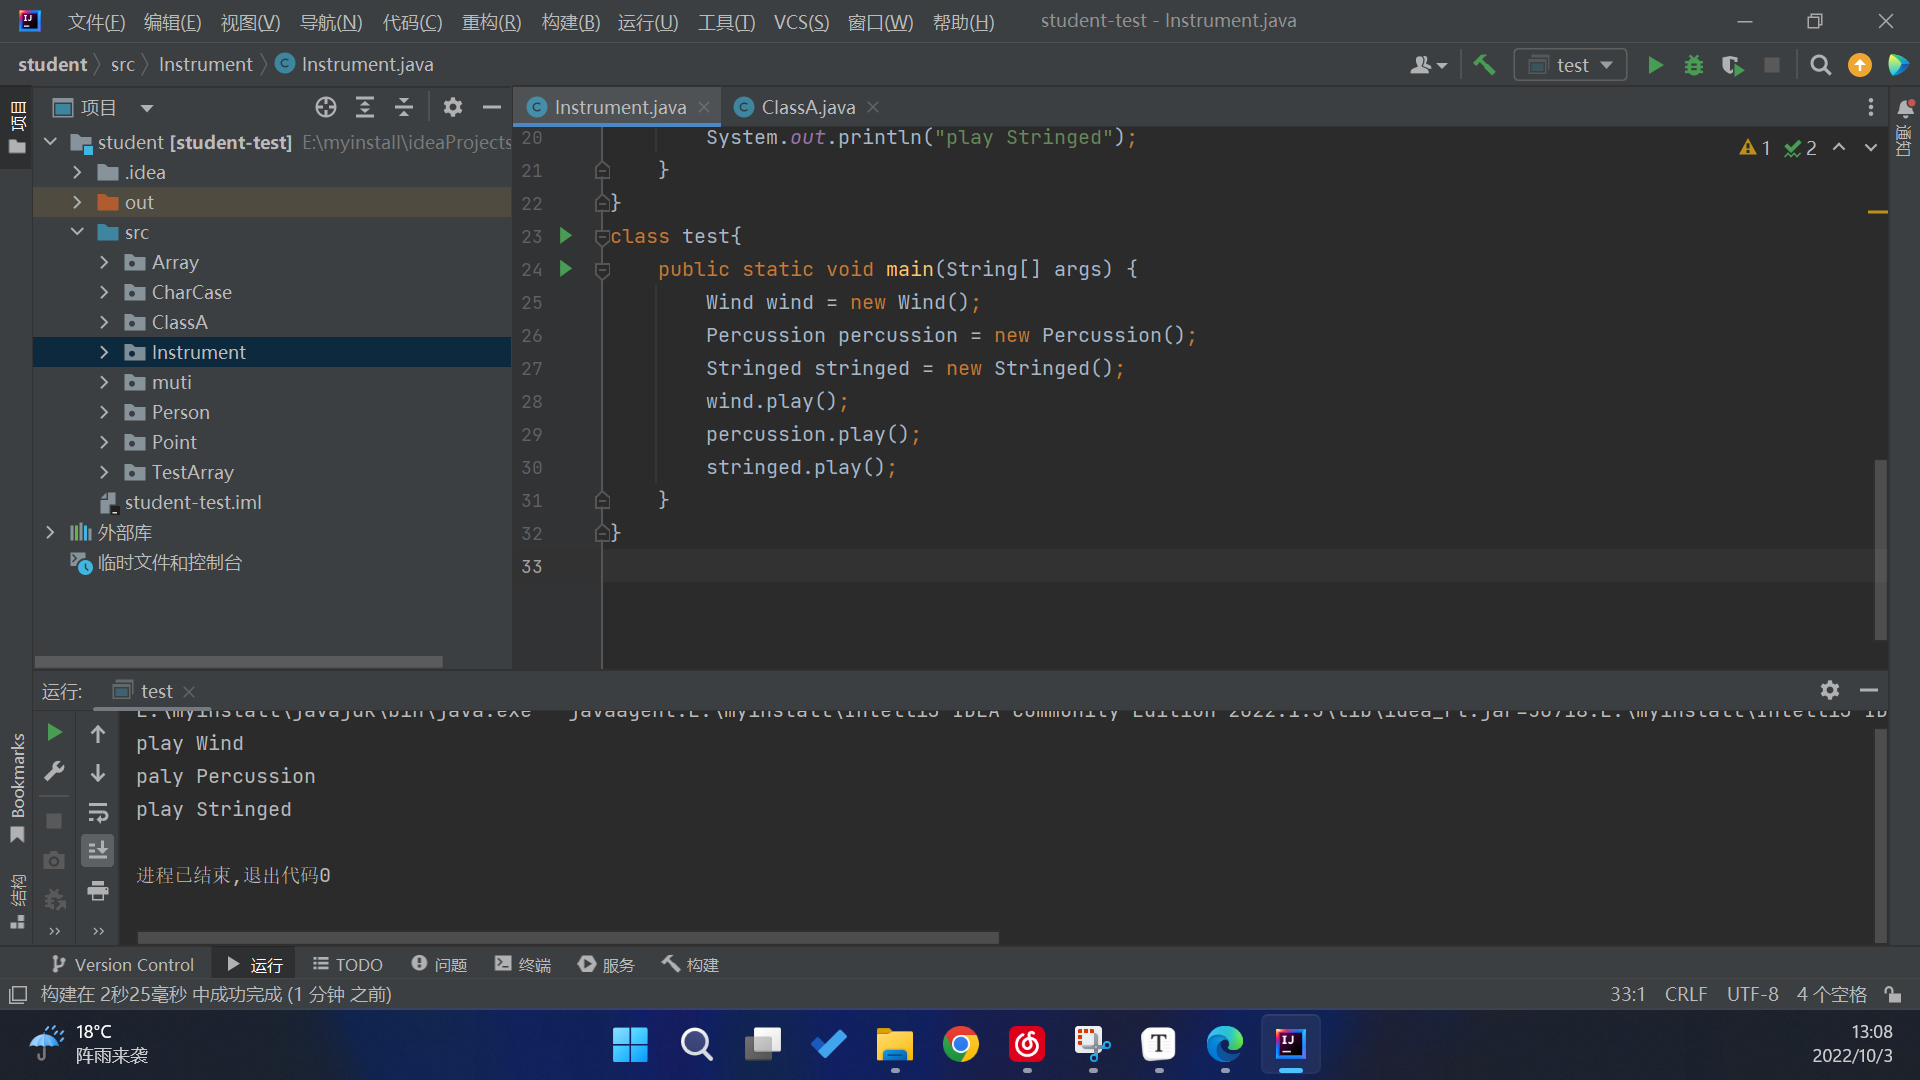 文件(F) 编辑(E) 视图(V) 导航(N) 代码(C) 重构(R) 构建(B) 运行(U) 工具(T) VCS(S) 窗口(W) 帮助(H) student-test - Instrument.java
student src Instrument Instrument.java
test
项目
项目
Instrument.java
ClassA.java
通知
student [student-test] E:\myinstall\ideaProjects
.idea
out
src
Array
CharCase
ClassA
Instrument
muti
Person
Point
TestArray
student-test.iml
外部库
临时文件和控制台
1 2
20 System.out.println("play Stringed");
21 }
22 }
23 class test{
24 public static void main(String[] args) {
25 Wind wind = new Wind();
26 Percussion percussion = new Percussion();
27 Stringed stringed = new Stringed();
28 wind.play();
29 percussion.play();
30 stringed.play();
31 }
32 }
33
运行: test
play Wind
paly Percussion
play Stringed
进程已结束,退出代码0
Bookmarks
结构
Version Control 运行 TODO 问题 终端 服务 构建
构建在 2秒25毫秒 中成功完成 (1 分钟 之前)
33:1 CRLF UTF-8 4 个空格
18°C
阵雨来袭
13:08
2022/10/3